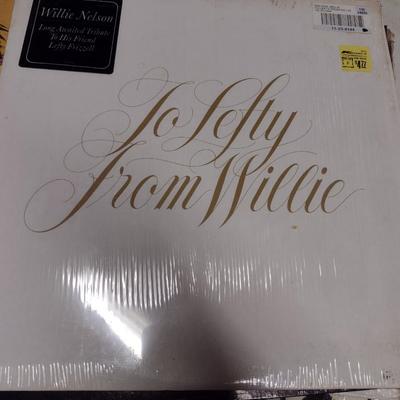 Willie Nelson
Long Awaited Tribute
To His Friend
Lefty Frizzell
To Lefty
From Willie